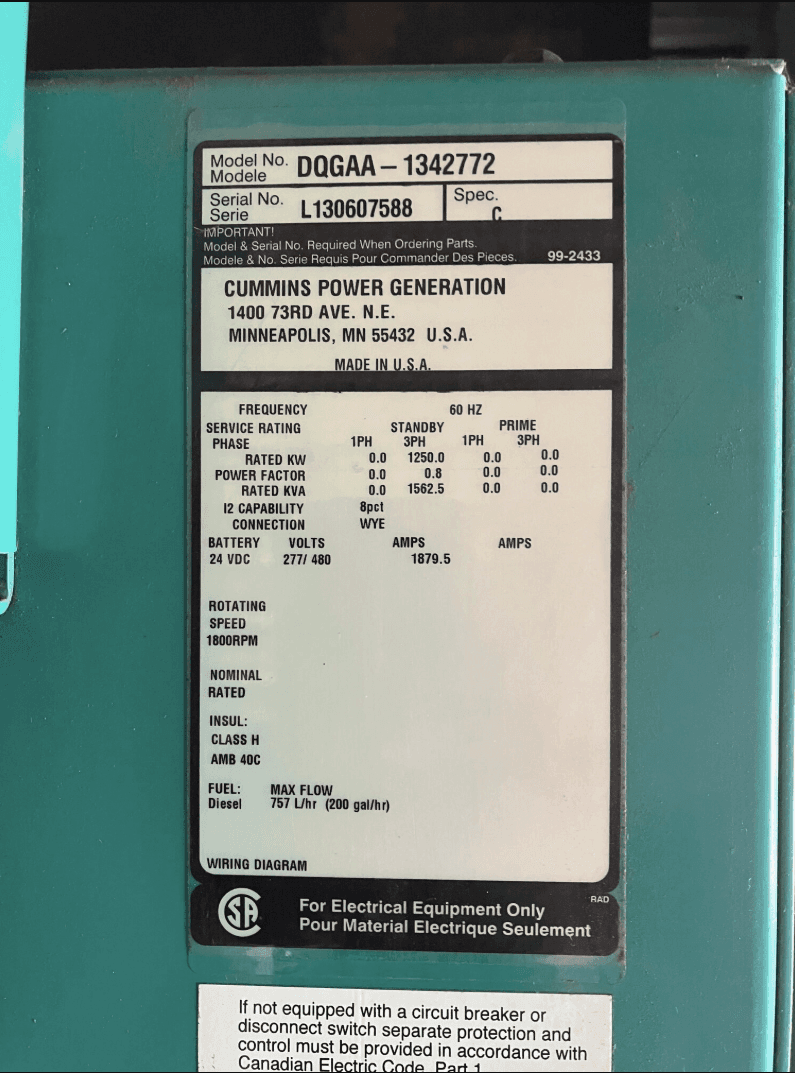 Model No. DQGAA – 1342772
Modele
Serial No. L130607588 Spec.
Serie C
IMPORTANT!
Model & Serial No. Required When Ordering Parts.
Modele & No. Serie Requis Pour Commander Des Pieces. 99-2433
CUMMINS POWER GENERATION
1400 73RD AVE. N.E.
MINNEAPOLIS, MN 55432 U.S.A.
MADE IN U.S.A.
FREQUENCY 60 HZ
SERVICE RATING STANDBY PRIME
PHASE 1PH 3PH 1PH 3PH
RATED KW 0.0 1250.0 0.0 0.0
POWER FACTOR 0.0 0.8 0.0 0.0
RATED KVA 0.0 1562.5 0.0 0.0
I2 CAPABILITY 8pct
CONNECTION WYE
BATTERY VOLTS AMPS AMPS
24 VDC 277/ 480 1879.5
ROTATING
SPEED
1800RPM
NOMINAL
RATED
INSUL:
CLASS H
AMB 40C
FUEL: MAX FLOW
Diesel 757 L/hr (200 gal/hr)
WIRING DIAGRAM
RAD
SA
For Electrical Equipment Only
Pour Material Electrique Seulement
If not equipped with a circuit breaker or
disconnect switch separate protection and
control must be provided in accordance with
Canadian Electric Code, Part 1